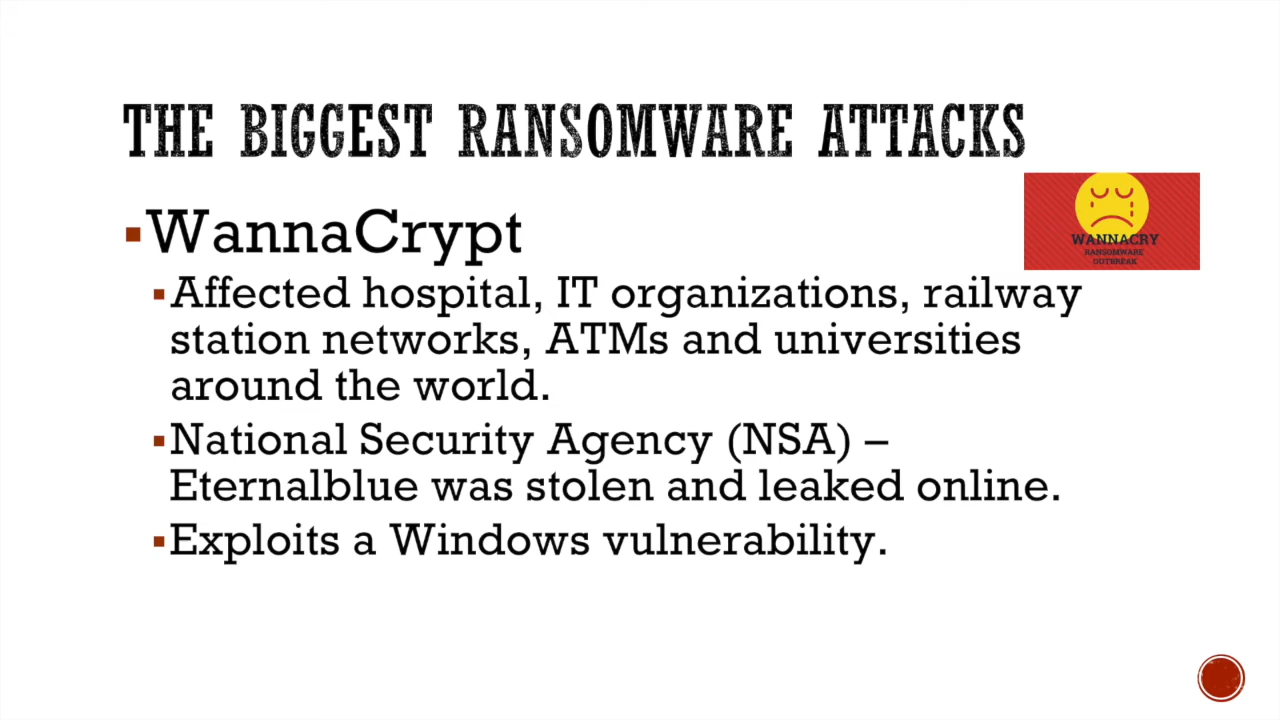 THE BIGGEST RANSOMWARE ATTACKS
▪WannaCrypt
WANNACRY
RANSOMWARE
OUTBREAK
▪Affected hospital, IT organizations, railway
station networks, ATMs and universities
around the world.
▪National Security Agency (NSA) –
Eternalblue was stolen and leaked online.
▪Exploits a Windows vulnerability.